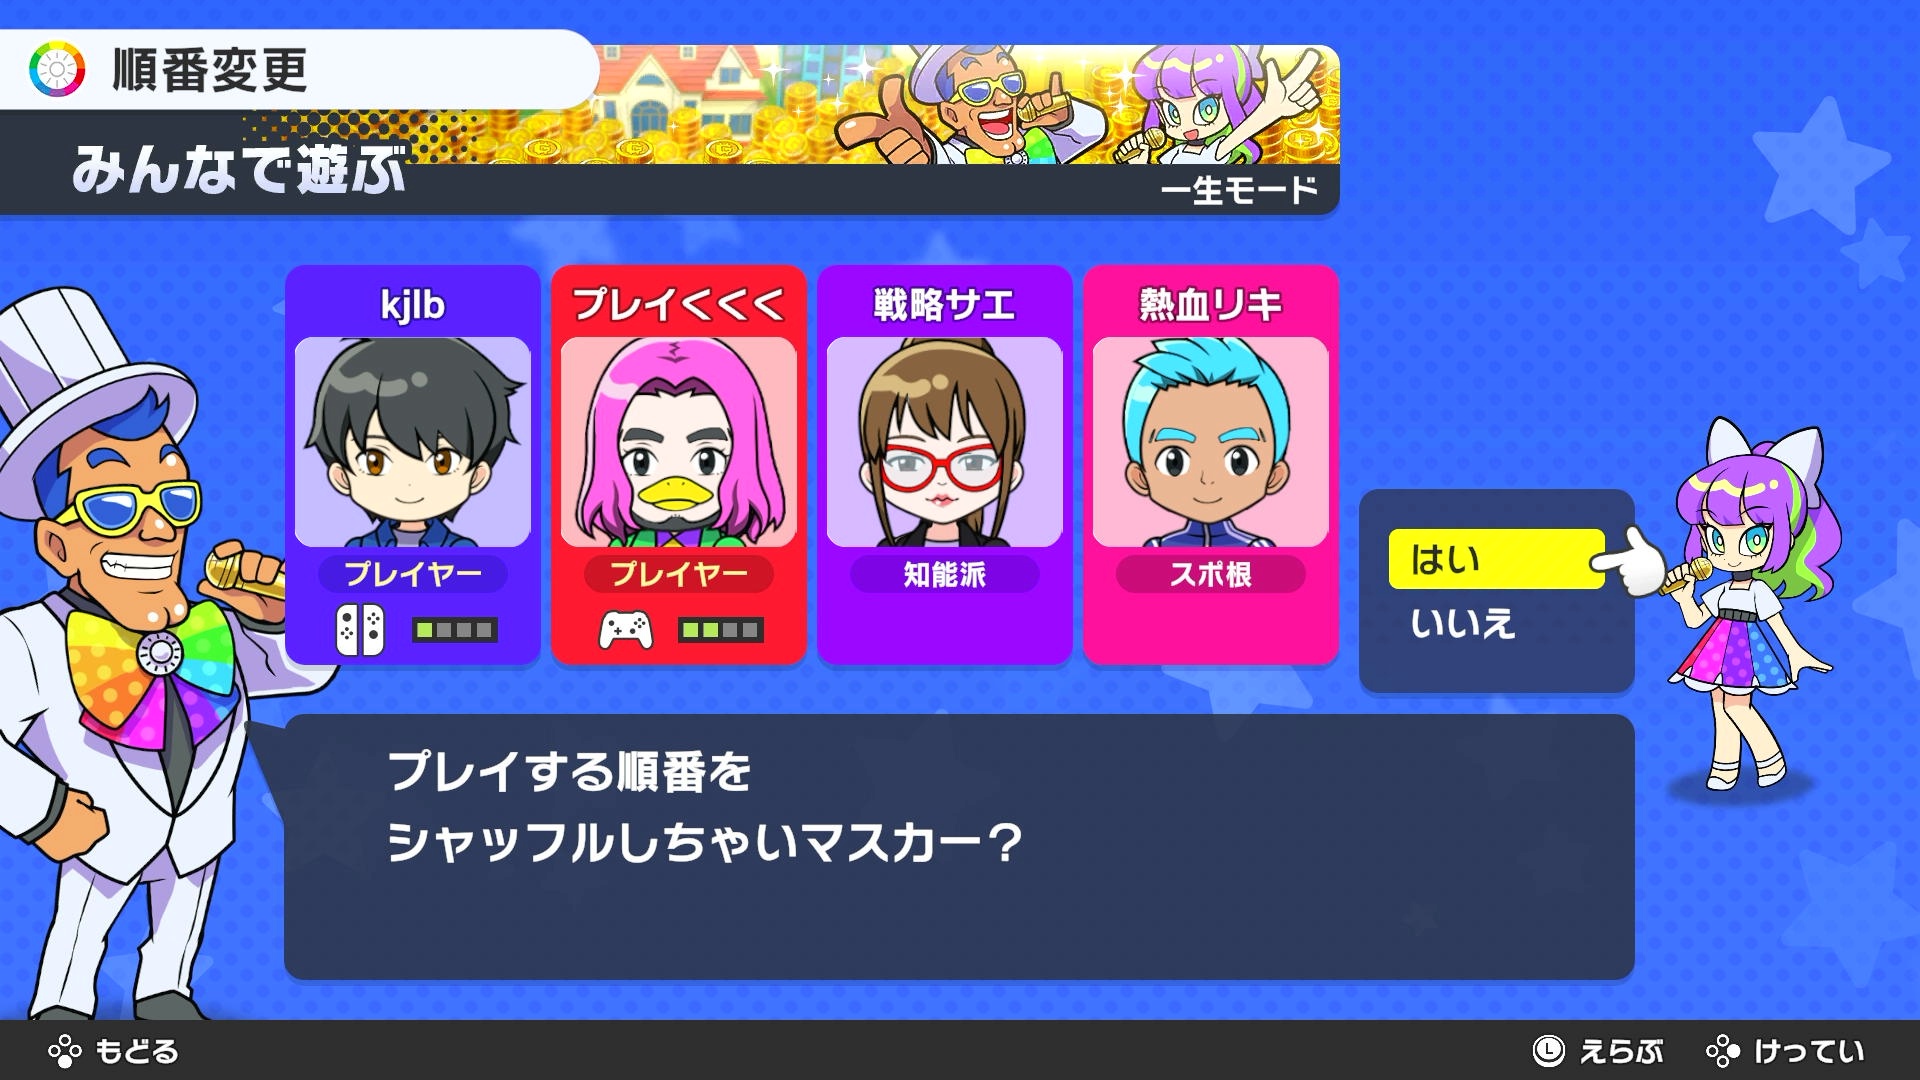 順番変更
みんなで遊ぶ
一生モード
kjlb
プレイくくく
戦略サエ
熱血リキ
プレイヤー
プレイヤー
知能派
スポ根
はい
いいえ
プレイする順番を
シャッフルしちゃいマスカー？
もどる
L えらぶ
けってい